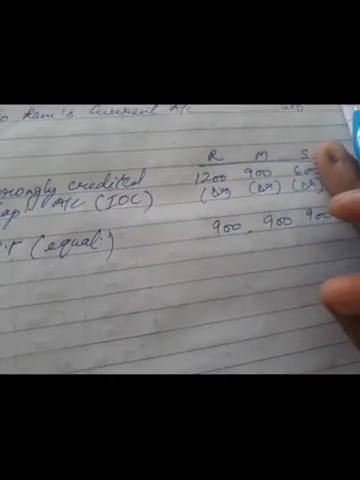 Ram's Current A/c
R M S
wrongly credited 1200 900 600
cap. A/c (IOC) (Dr) (Dr) (Dr)
(equal) 900 900 900